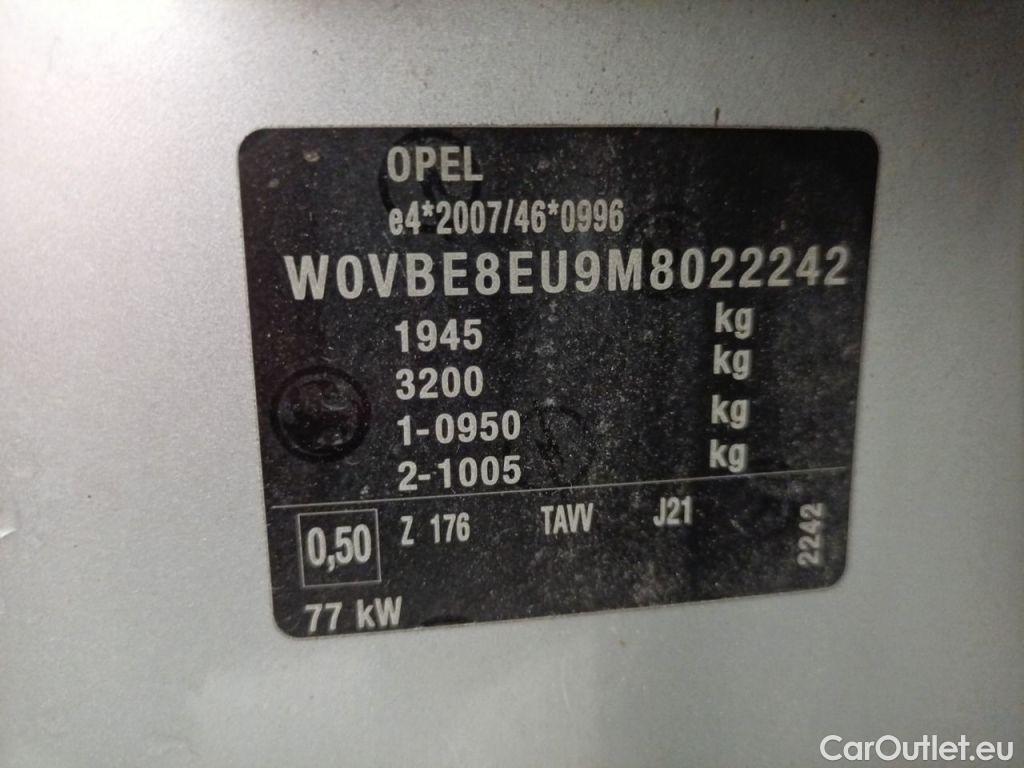 OPEL
e4*2007/46*0996
W0VBE8EU9M8022242
1945 kg
3200 kg
1-0950 kg
2-1005 kg
0,50 Z 176 TAVV J21
2242
77 kW
CarOutlet.eu